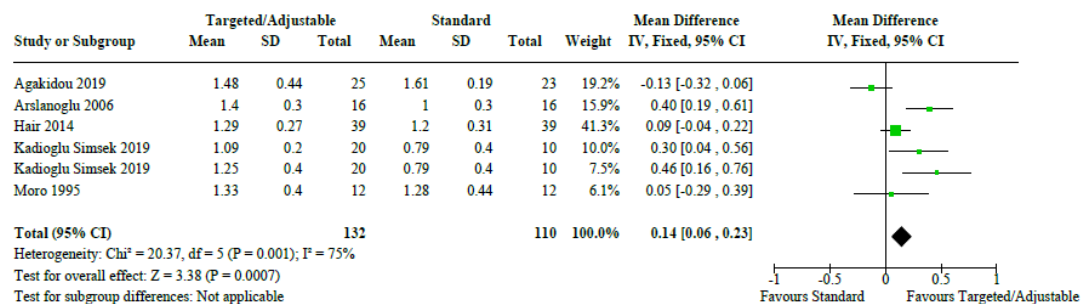 Targeted/Adjustable Standard Mean Difference Mean Difference
Study or Subgroup Mean SD Total Mean SD Total Weight IV, Fixed, 95% CI IV, Fixed, 95% CI
Agakidou 2019 1.48 0.44 25 1.61 0.19 23 19.2% -0.13 [-0.32 , 0.06]
Arslanoglu 2006 1.4 0.3 16 1 0.3 16 15.9% 0.40 [0.19 , 0.61]
Hair 2014 1.29 0.27 39 1.2 0.31 39 41.3% 0.09 [-0.04 , 0.22]
Kadioglu Simsek 2019 1.09 0.2 20 0.79 0.4 10 10.0% 0.30 [0.04 , 0.56]
Kadioglu Simsek 2019 1.25 0.4 20 0.79 0.4 10 7.5% 0.46 [0.16 , 0.76]
Moro 1995 1.33 0.4 12 1.28 0.44 12 6.1% 0.05 [-0.29 , 0.39]
Total (95% CI) 132 110 100.0% 0.14 [0.06 , 0.23]
Heterogeneity: Chi² = 20.37, df = 5 (P = 0.001); I² = 75%
Test for overall effect: Z = 3.38 (P = 0.0007)
-1 -0.5 0 0.5 1
Test for subgroup differences: Not applicable Favours Standard Favours Targeted/Adjustable